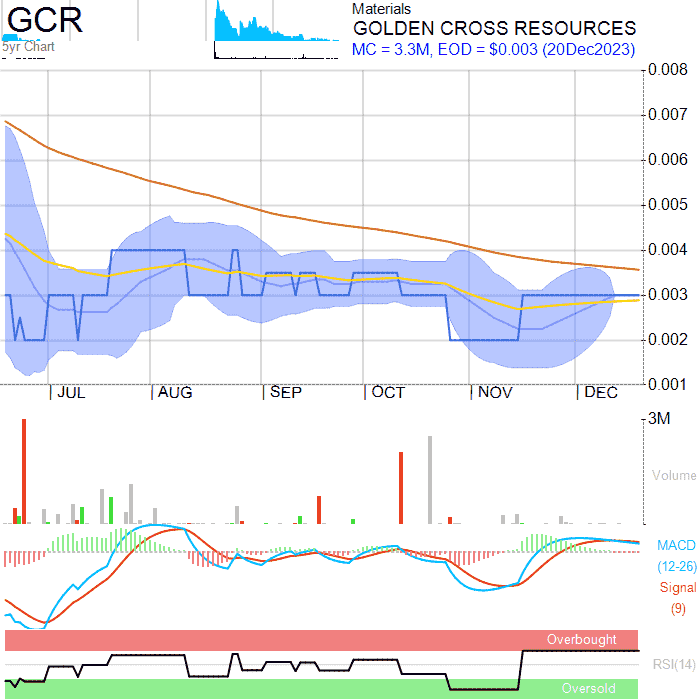 GCR
5yr Chart
Materials
GOLDEN CROSS RESOURCES
MC = 3.3M, EOD = $0.003 (20Dec2023)
0.008
0.007
0.006
0.005
0.004
0.003
0.002
0.001
JUL AUG SEP OCT NOV DEC
3M
Volume
MACD
(12-26)
Signal
(9)
Overbought
RSI(14)
Oversold